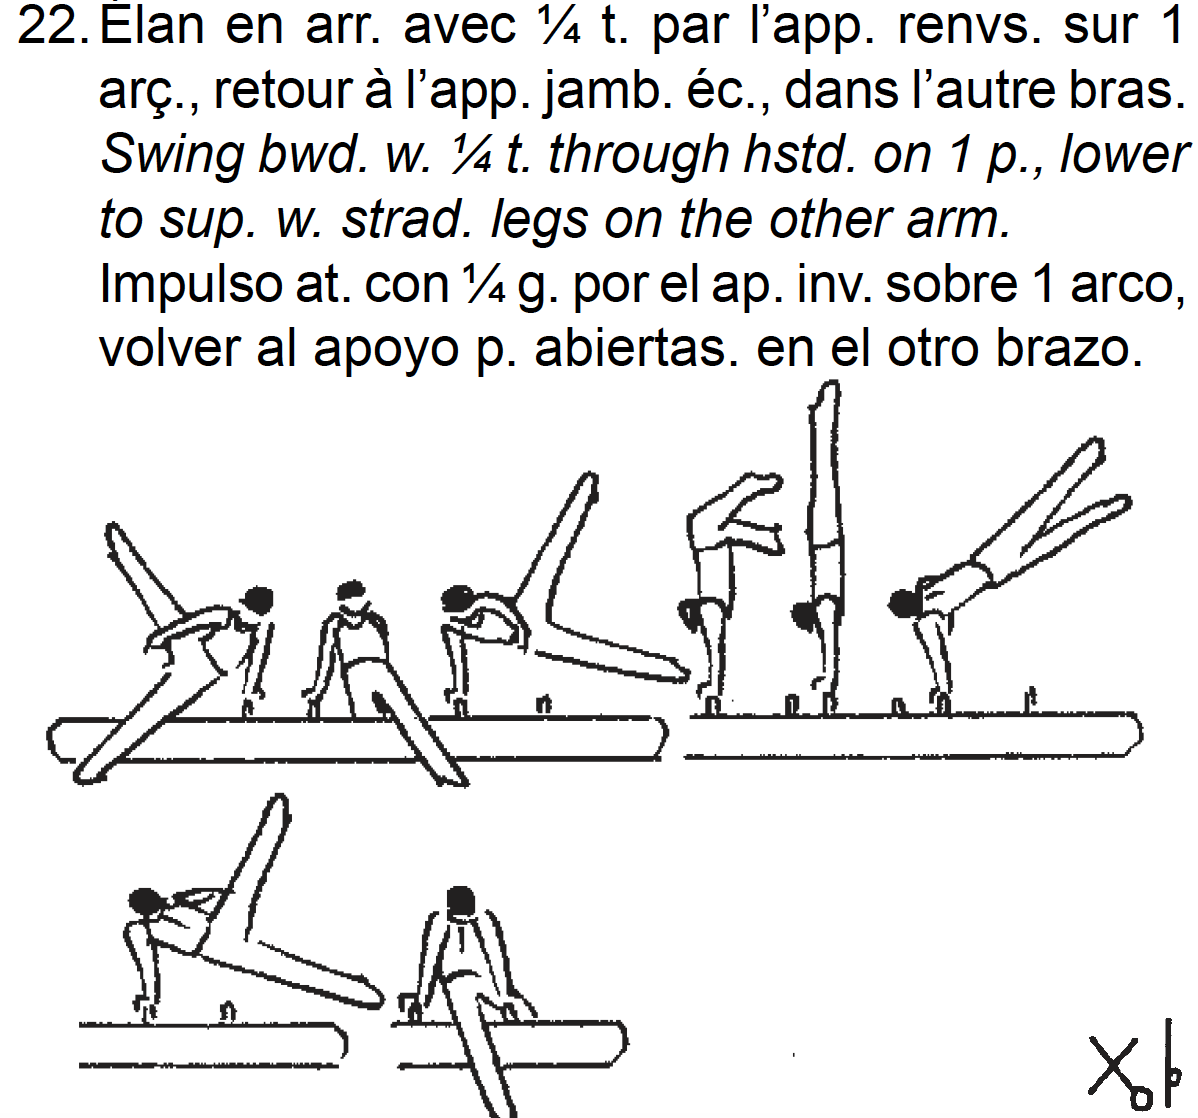 22. Élan en arr. avec ¼ t. par l’app. renvs. sur 1
arç., retour à l’app. jamb. éc., dans l’autre bras.
Swing bwd. w. ¼ t. through hstd. on 1 p., lower
to sup. w. strad. legs on the other arm.
Impulso at. con ¼ g. por el ap. inv. sobre 1 arco,
volver al apoyo p. abiertas. en el otro brazo.